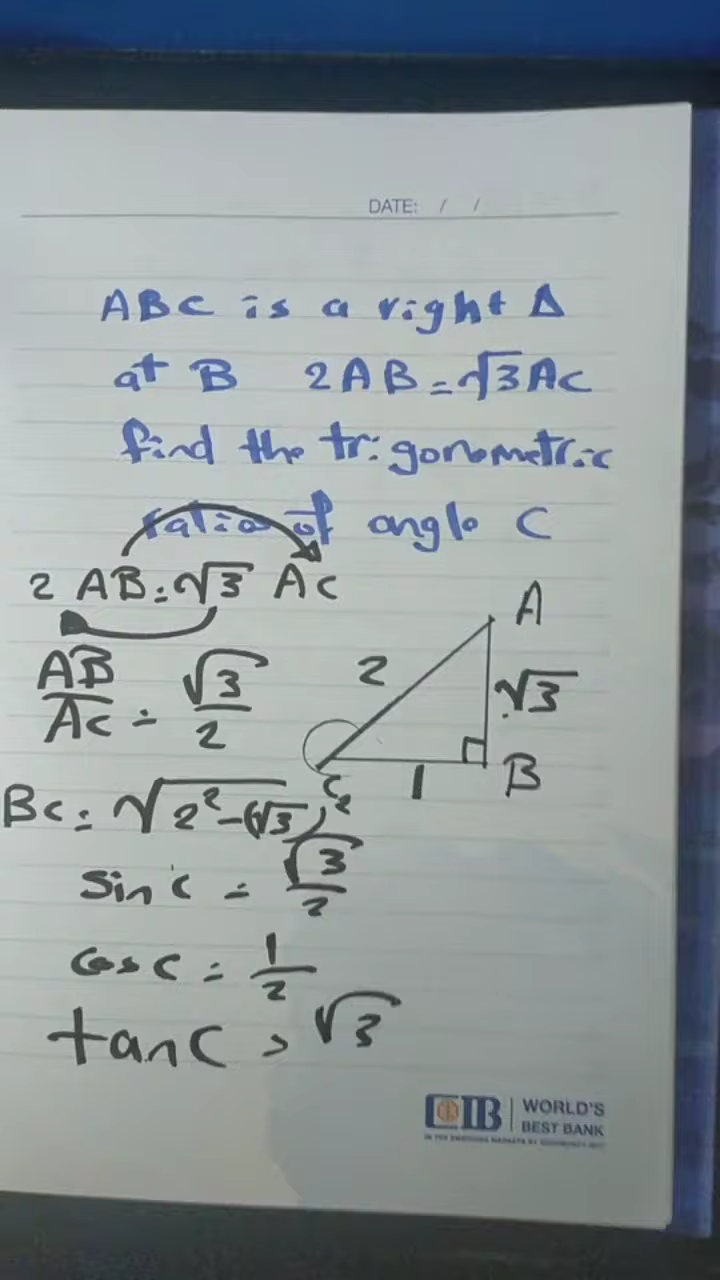 DATE: / /
ABC is a right Δ
at B 2AB=√3AC
find the trigonometric
ratio of angle C
2 AB=√3 AC
AB/AC = √3/2
A
2
√3
C
1
B
BC = √2²-(√3)²
sin C = √3/2
cos C = 1/2
tan C = √3
CIB WORLD'S
BEST BANK